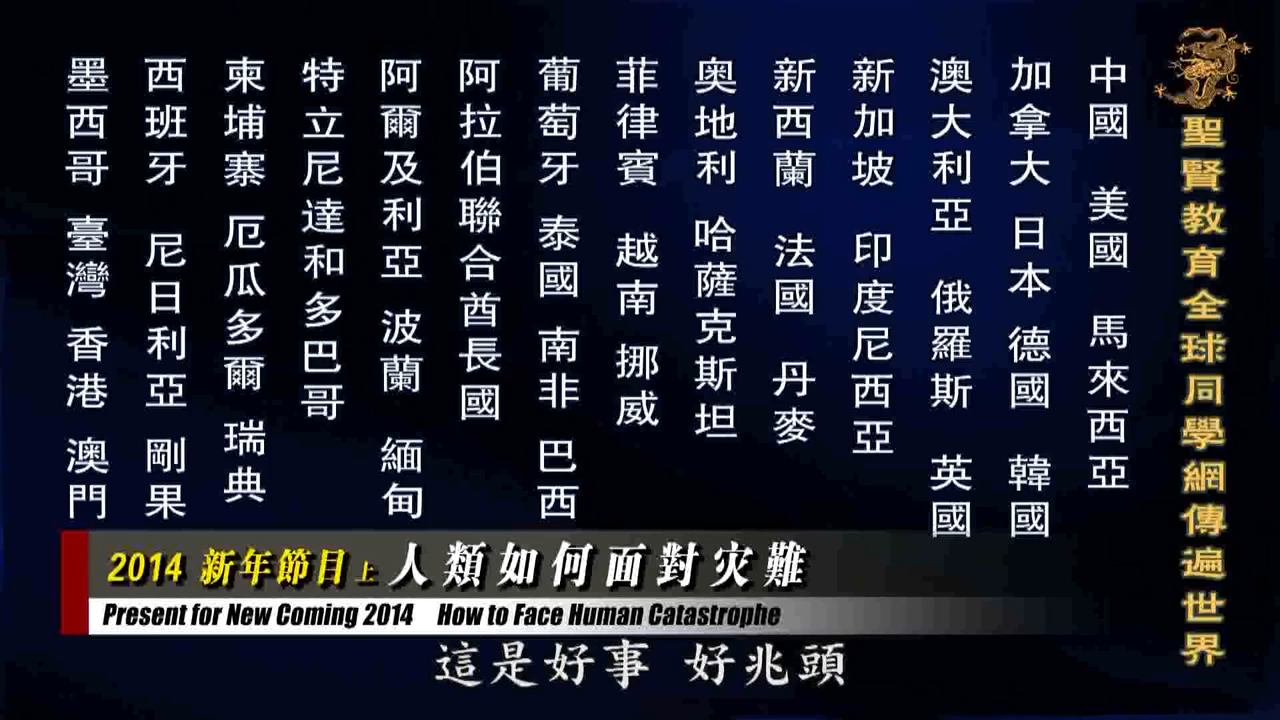 聖賢教育全球同學網傳遍世界
中國 美國 馬來西亞
加拿大 日本 德國 韓國
澳大利亞 俄羅斯 英國
新加坡 印度尼西亞
新西蘭 法國 丹麥
奧地利 哈薩克斯坦
菲律賓 越南 挪威
葡萄牙 泰國 南非 巴西
阿拉伯聯合酋長國
阿爾及利亞 波蘭 緬甸
特立尼達和多巴哥
柬埔寨 厄瓜多爾 瑞典
西班牙 尼日利亞 剛果
墨西哥 臺灣 香港 澳門
2014 新年節目上 人類如何面對灾難
Present for New Coming 2014 How to Face Human Catastrophe
這是好事 好兆頭